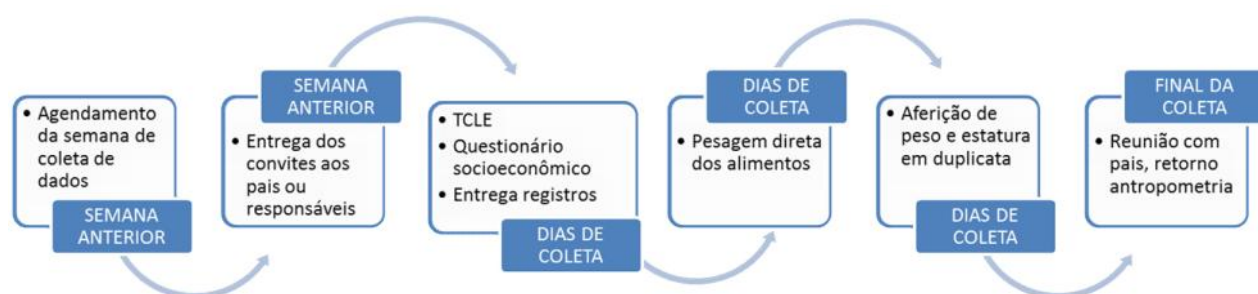 • Agendamento
da semana de
coleta de
dados
SEMANA
ANTERIOR
SEMANA
ANTERIOR
• Entrega dos
convites aos
pais ou
responsáveis
• TCLE
• Questionário
socioeconômico
• Entrega registros
DIAS DE
COLETA
DIAS DE
COLETA
• Pesagem direta
dos alimentos
• Aferição de
peso e estatura
em duplicata
DIAS DE
COLETA
FINAL DA
COLETA
• Reunião com
pais, retorno
antropometria